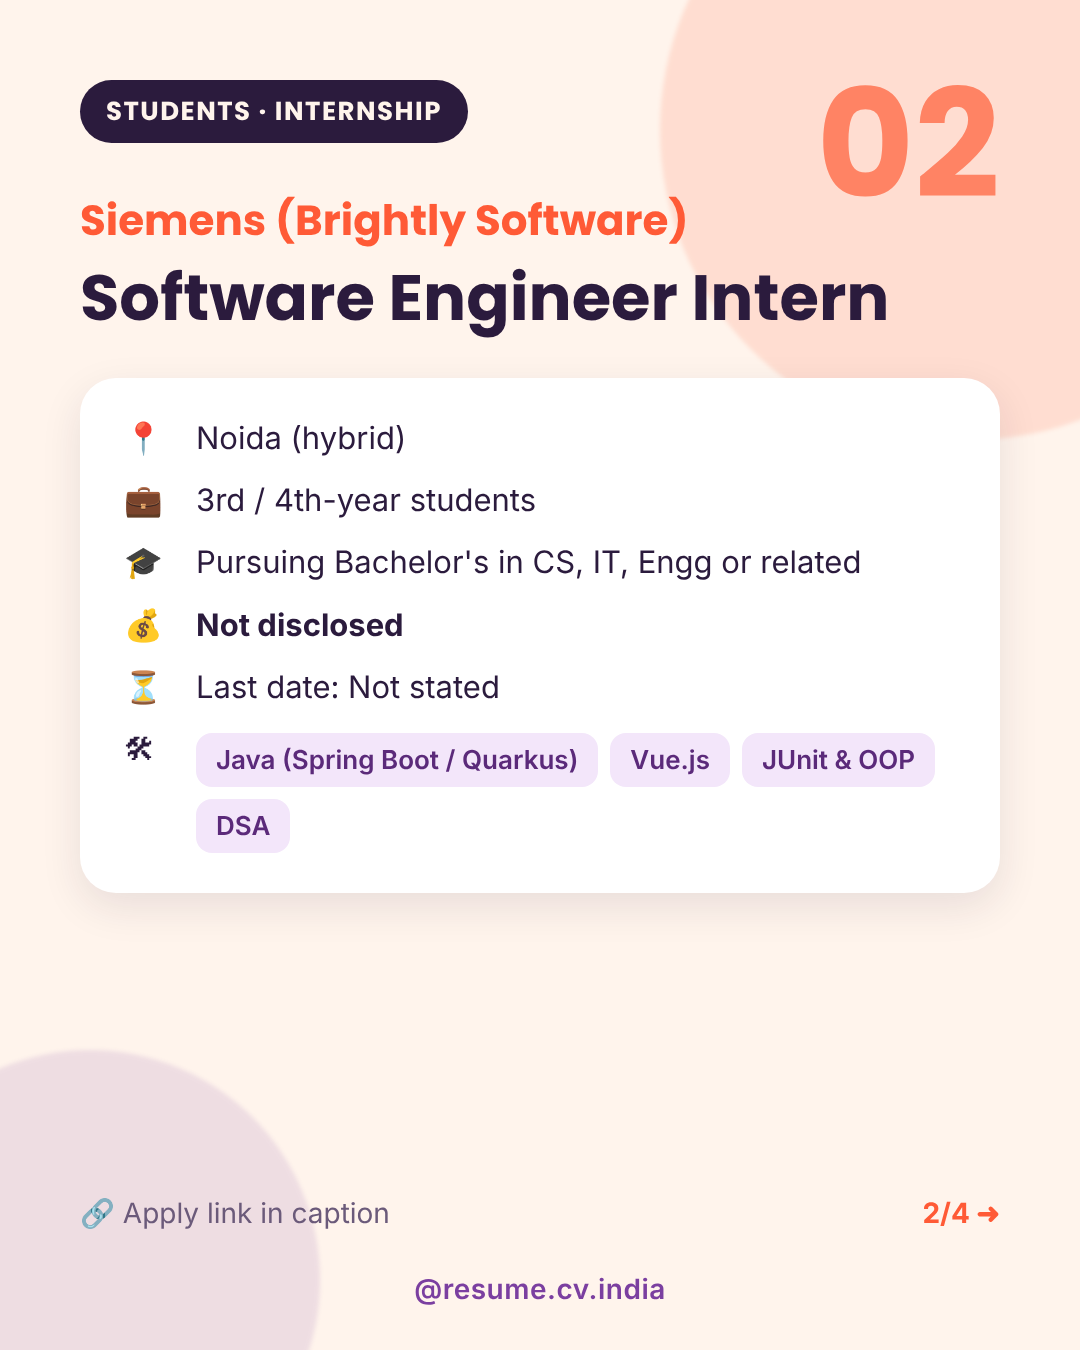 STUDENTS · INTERNSHIP
02
Siemens (Brightly Software)
Software Engineer Intern
Noida (hybrid)
3rd / 4th-year students
Pursuing Bachelor's in CS, IT, Engg or related
Not disclosed
Last date: Not stated
Java (Spring Boot / Quarkus) Vue.js JUnit & OOP
DSA
Apply link in caption
2/4 ➜
@resume.cv.india